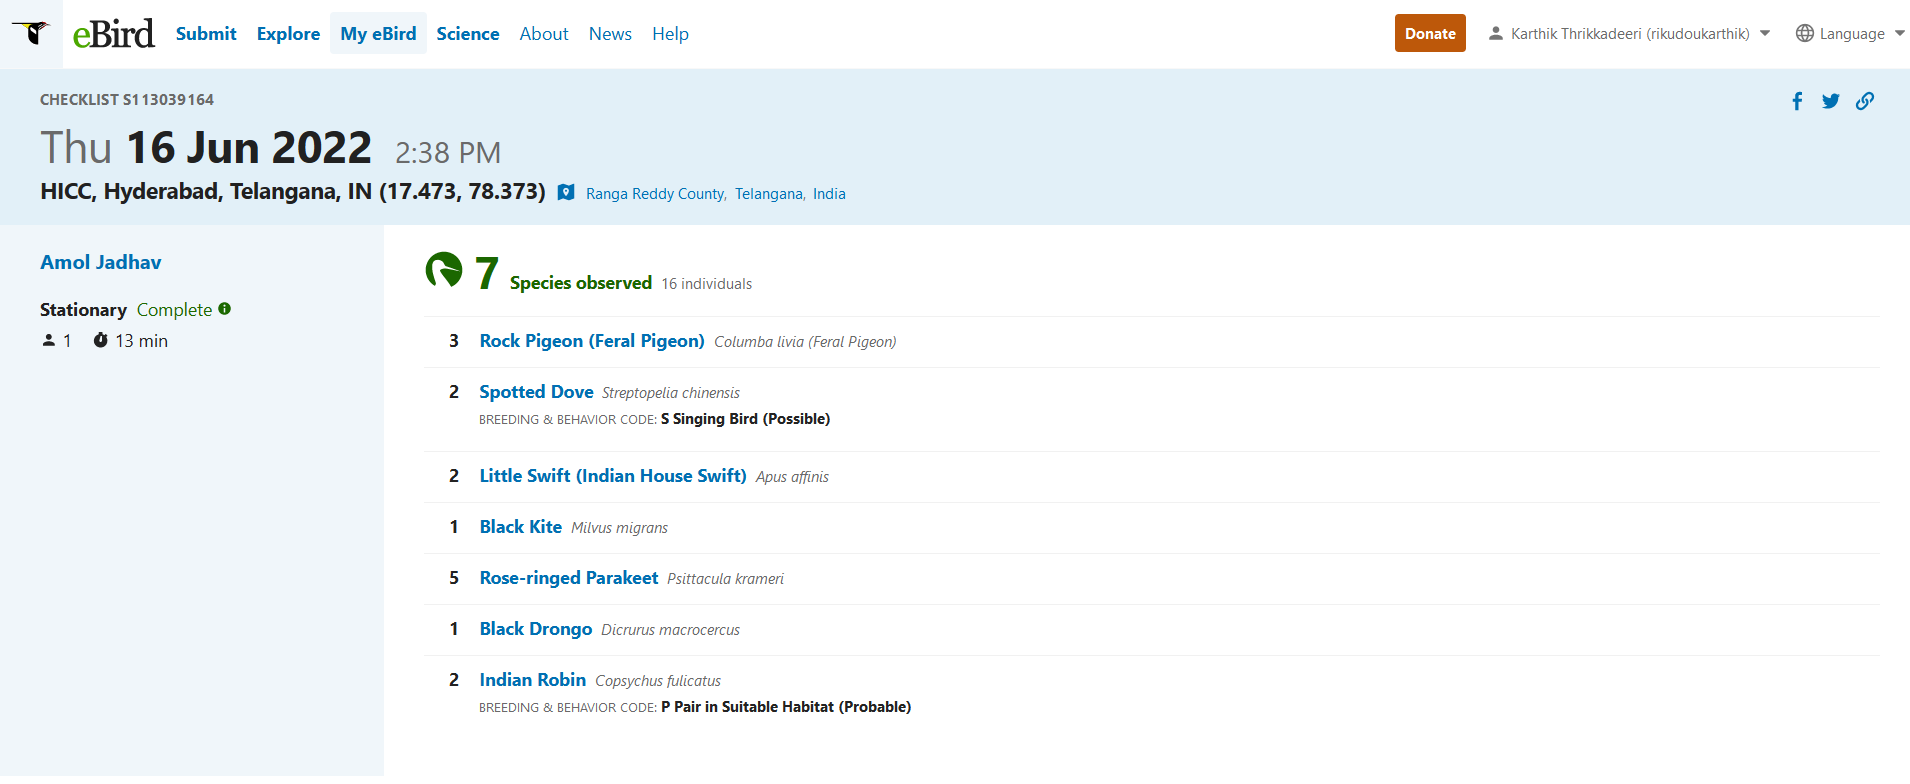 eBird Submit Explore My eBird Science About News Help Donate Karthik Thrikkadeeri (rikudoukarthik) Language
CHECKLIST S113039164
Thu 16 Jun 2022 2:38 PM
HICC, Hyderabad, Telangana, IN (17.473, 78.373) Ranga Reddy County, Telangana, India
Amol Jadhav
Stationary Complete
1 13 min
7 Species observed 16 individuals
3 Rock Pigeon (Feral Pigeon) Columba livia (Feral Pigeon)
2 Spotted Dove Streptopelia chinensis
BREEDING & BEHAVIOR CODE: S Singing Bird (Possible)
2 Little Swift (Indian House Swift) Apus affinis
1 Black Kite Milvus migrans
5 Rose-ringed Parakeet Psittacula krameri
1 Black Drongo Dicrurus macrocercus
2 Indian Robin Copsychus fulicatus
BREEDING & BEHAVIOR CODE: P Pair in Suitable Habitat (Probable)